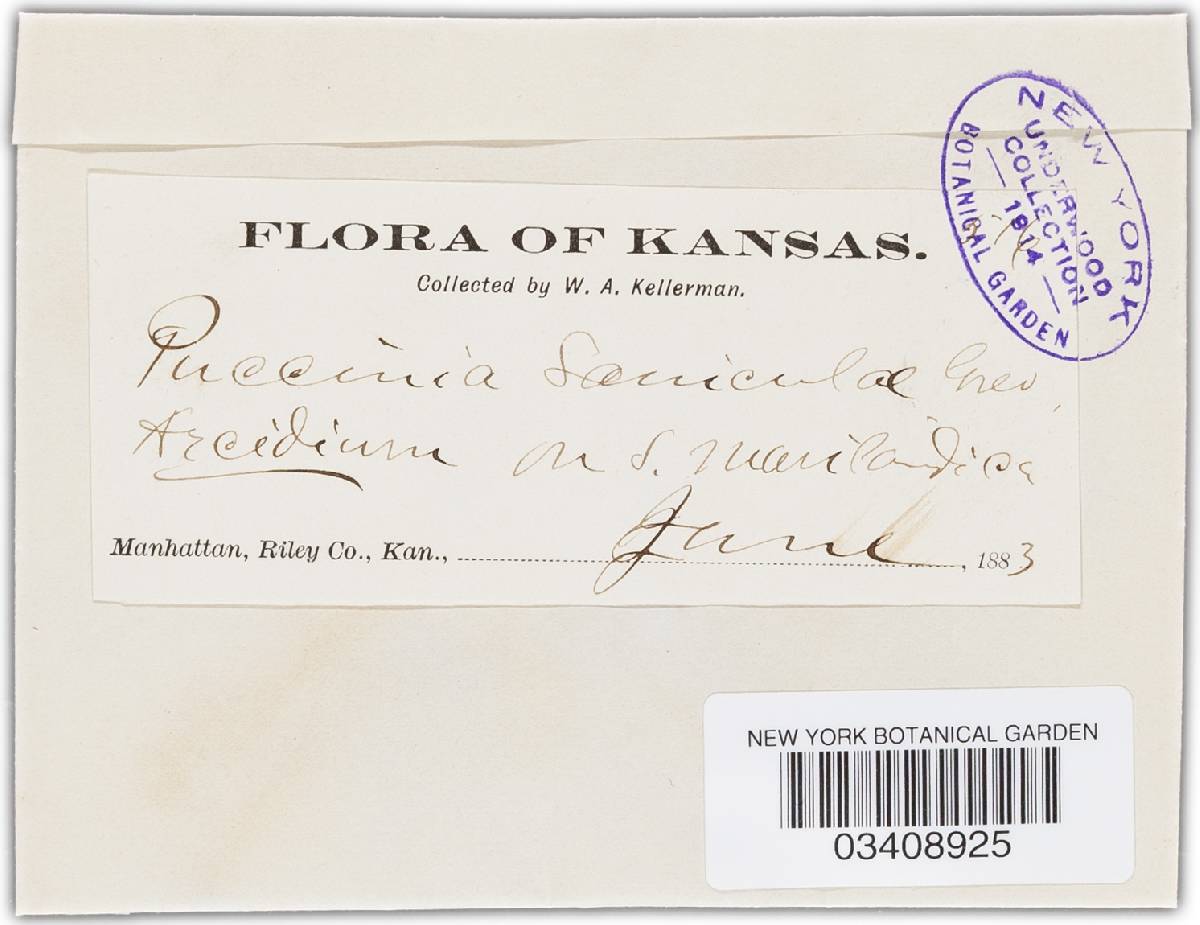 FLORA OF KANSAS.
Collected by W. A. Kellerman.
Puccinia Saniculae Grev.
Aecidium on S. Marilandica
June
Manhattan, Riley Co., Kan., , 1883
NEW YORK
BOTANICAL GARDEN
UNDERWOOD
COLLECTION
— 1914 —
NEW YORK BOTANICAL GARDEN
03408925